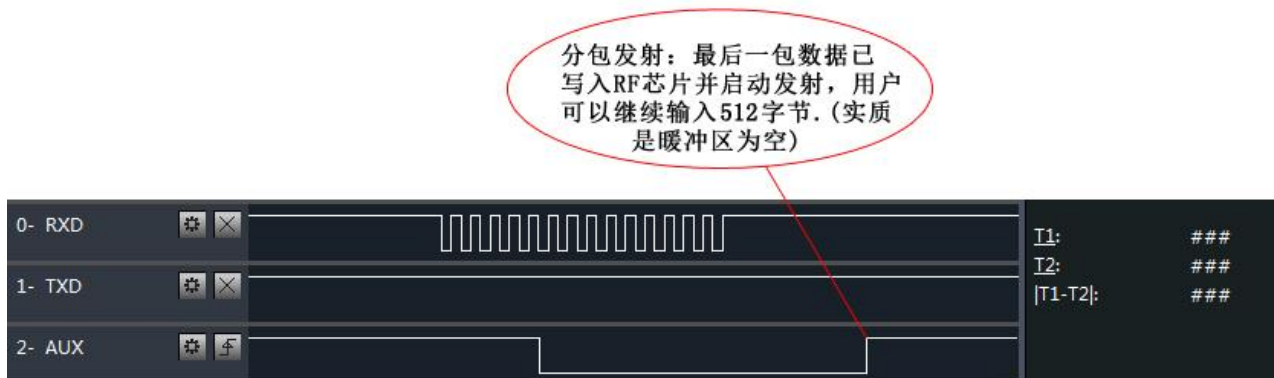 分包发射：最后一包数据已
写入RF芯片并启动发射，用户
可以继续输入512字节.(实质
是暖冲区为空)
0- RXD
T1: ###
1- TXD
T2: ###
|T1-T2|: ###
2- AUX